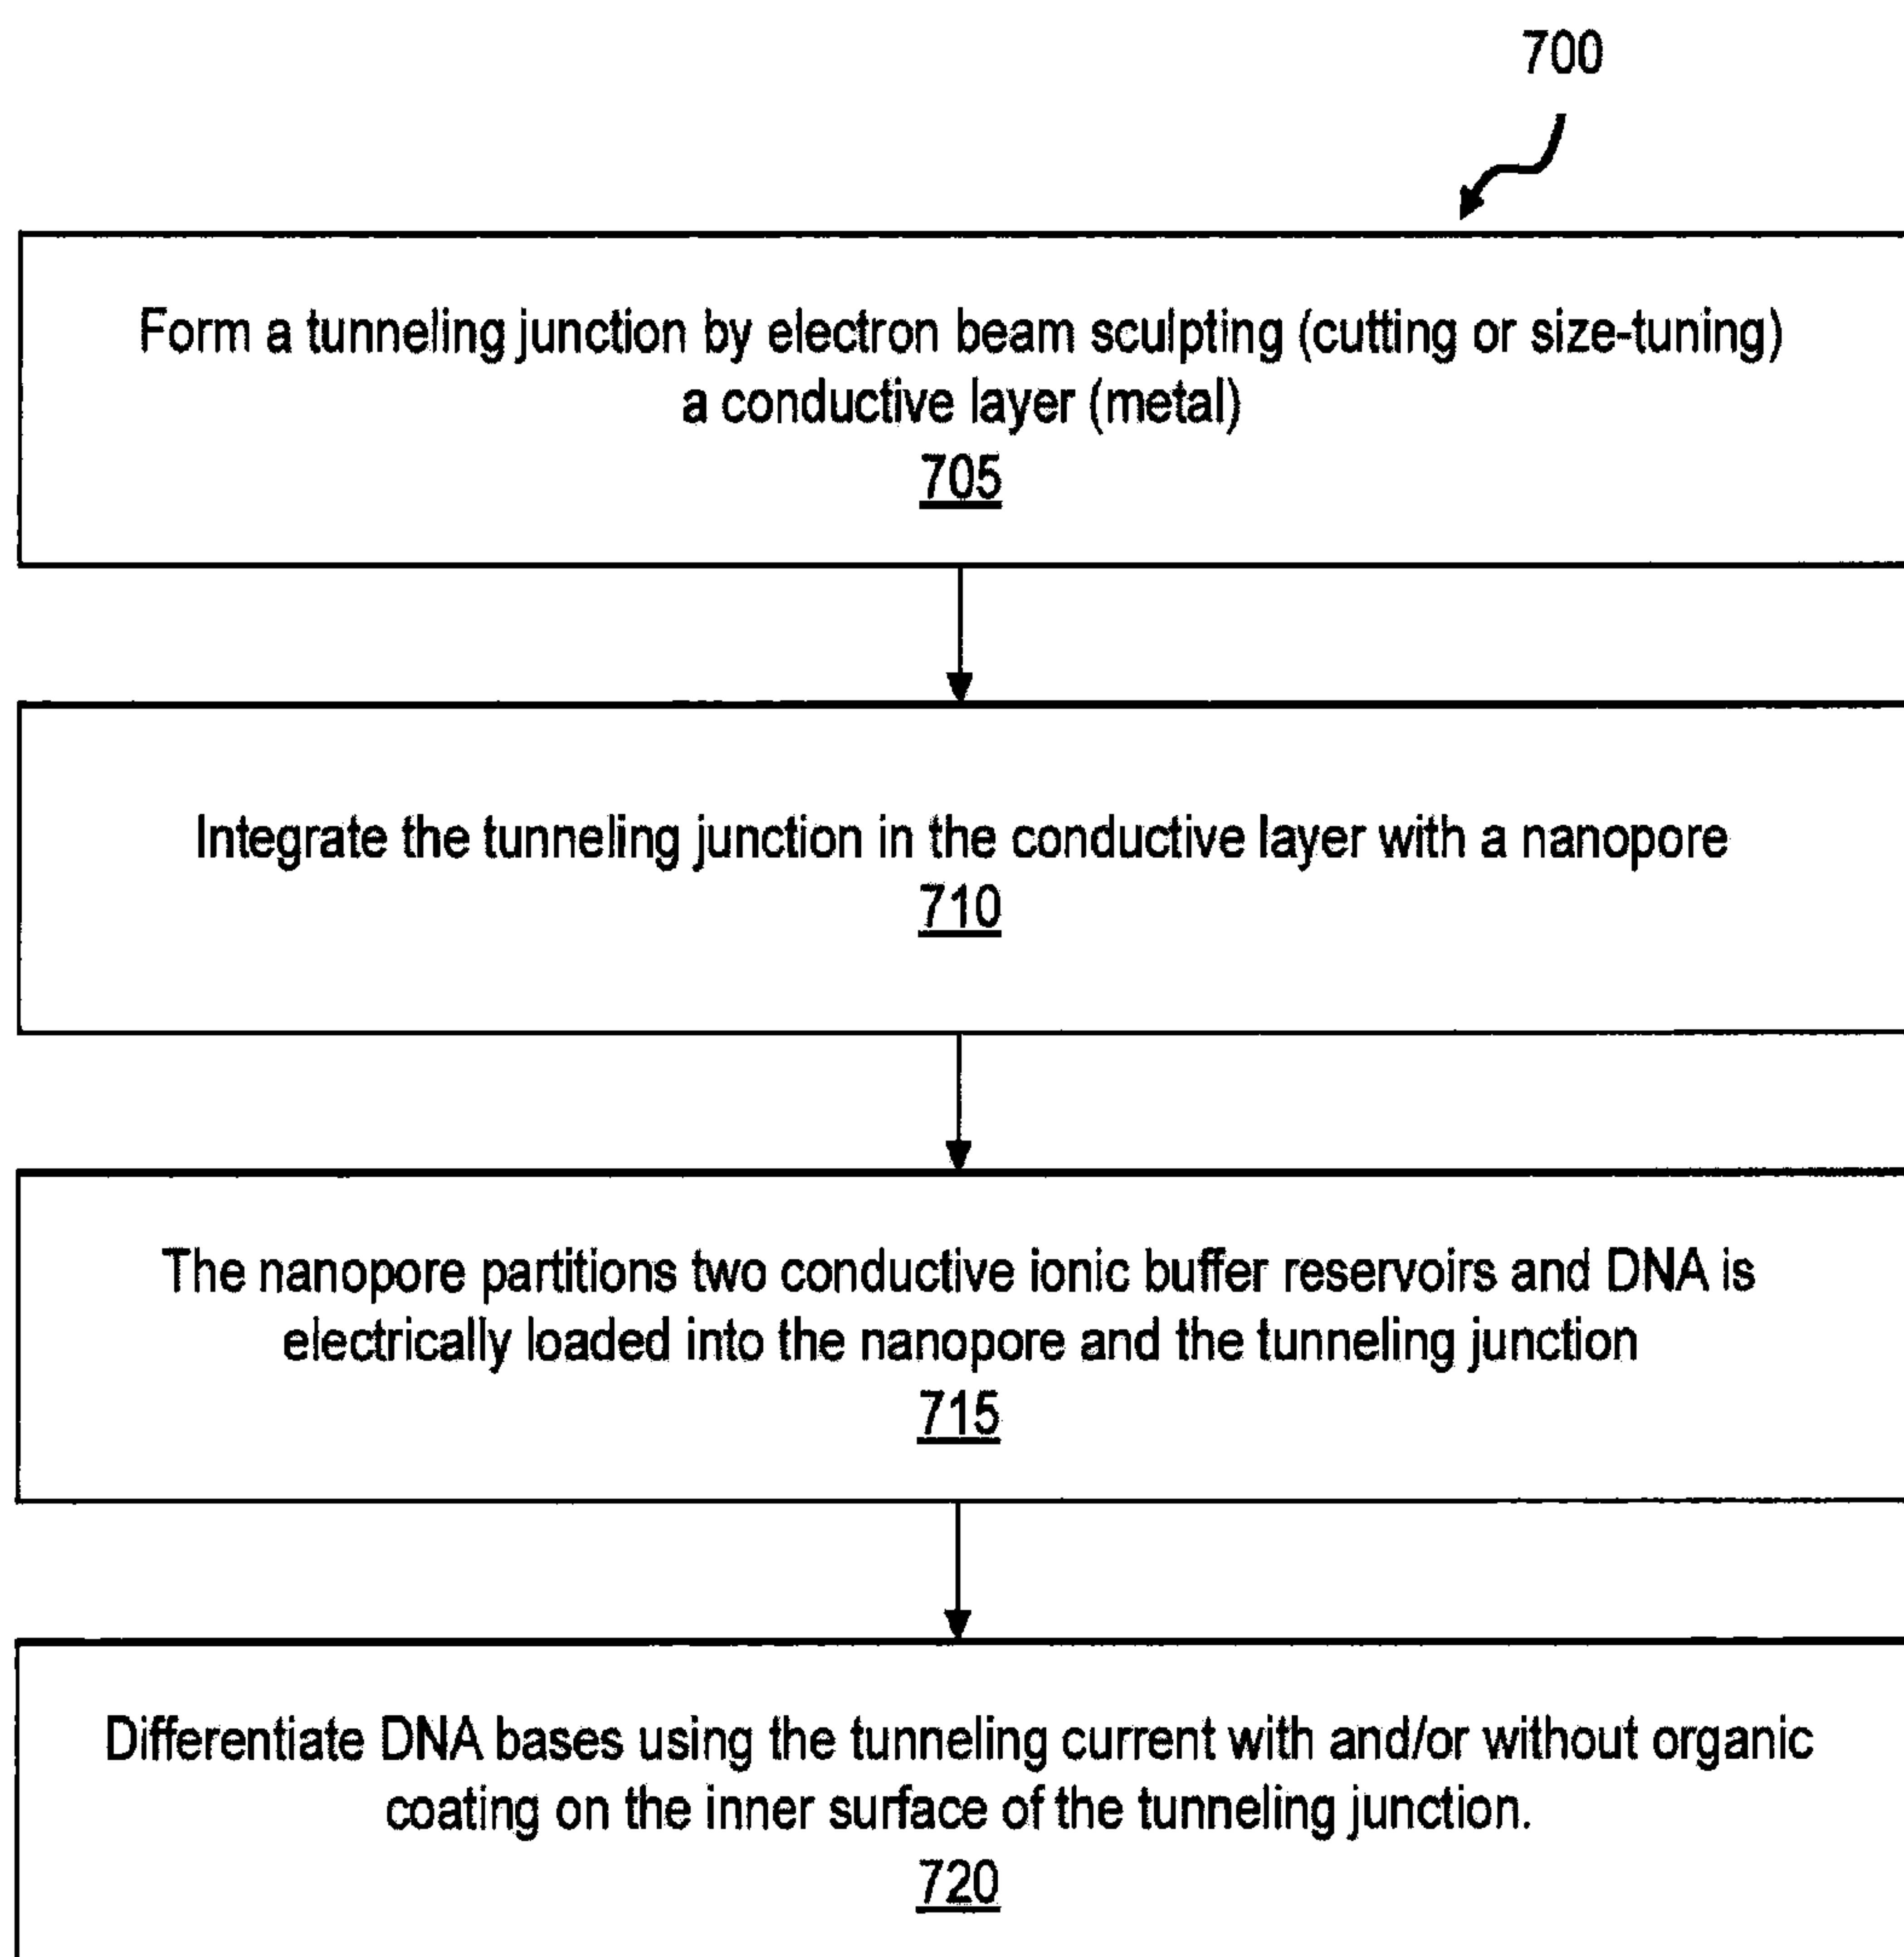 700
Form a tunneling junction by electron beam sculpting (cutting or size-tuning)
a conductive layer (metal)
705
Integrate the tunneling junction in the conductive layer with a nanopore
710
The nanopore partitions two conductive ionic buffer reservoirs and DNA is
electrically loaded into the nanopore and the tunneling junction
715
Differentiate DNA bases using the tunneling current with and/or without organic
coating on the inner surface of the tunneling junction.
720